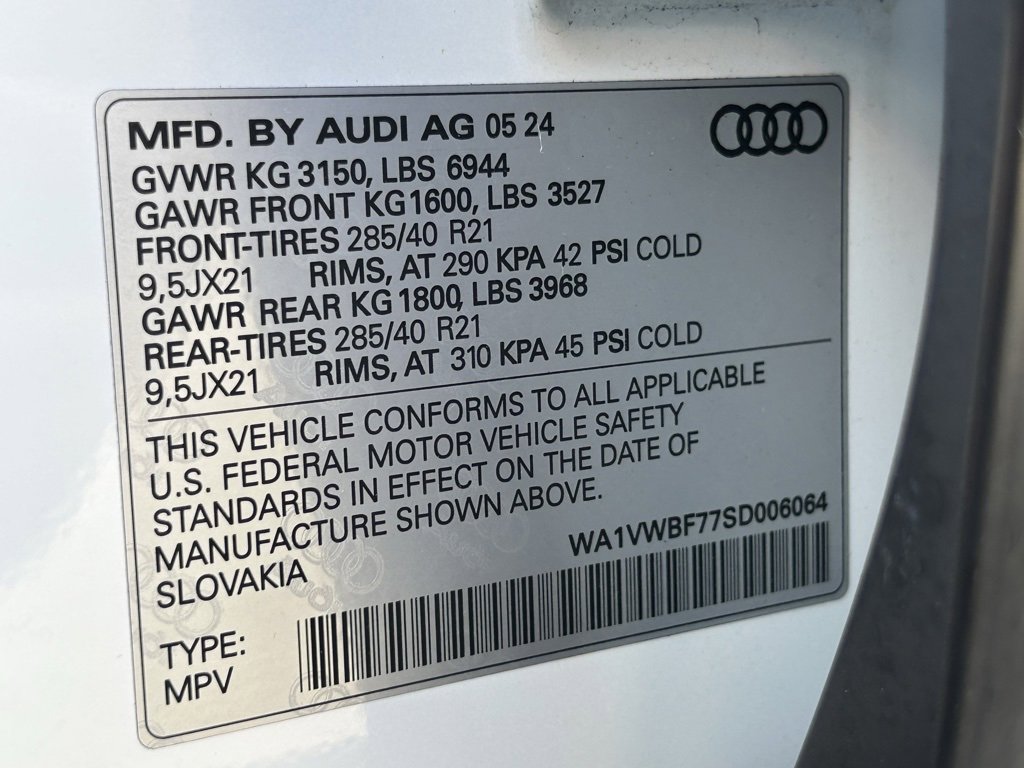 MFD. BY AUDI AG 05 24
GVWR KG 3150, LBS 6944
GAWR FRONT KG 1600, LBS 3527
FRONT-TIRES 285/40 R21
9,5JX21 RIMS, AT 290 KPA 42 PSI COLD
GAWR REAR KG 1800, LBS 3968
REAR-TIRES 285/40 R21
9,5JX21 RIMS, AT 310 KPA 45 PSI COLD
THIS VEHICLE CONFORMS TO ALL APPLICABLE
U.S. FEDERAL MOTOR VEHICLE SAFETY
STANDARDS IN EFFECT ON THE DATE OF
MANUFACTURE SHOWN ABOVE.
SLOVAKIA
WA1VWBF77SD006064
TYPE:
MPV